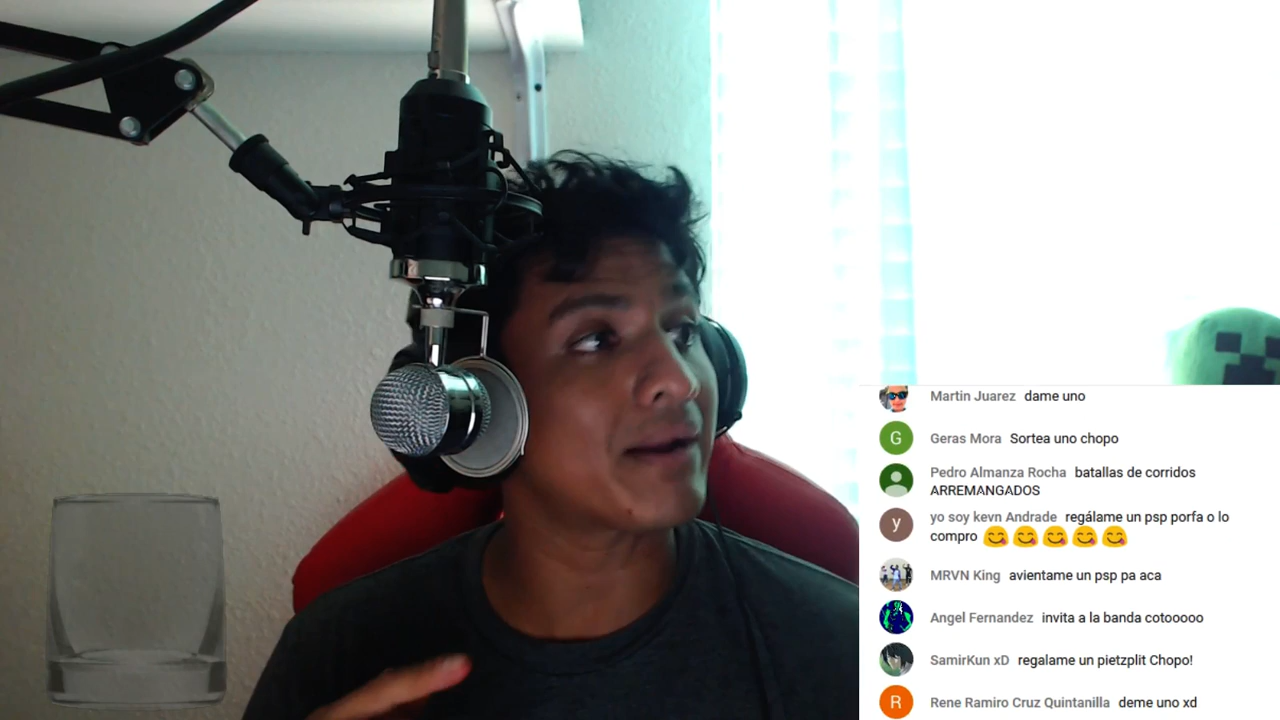 Martin Juarez dame uno
G Geras Mora Sortea uno chopo
Pedro Almanza Rocha batallas de corridos
ARREMANGADOS
y yo soy kevn Andrade regálame un psp porfa o lo
compro 😋😋😋😋😋
MRVN King avientame un psp pa aca
Angel Fernandez invita a la banda cotooooo
SamirKun xD regalame un pietzplit Chopo!
R Rene Ramiro Cruz Quintanilla deme uno xd